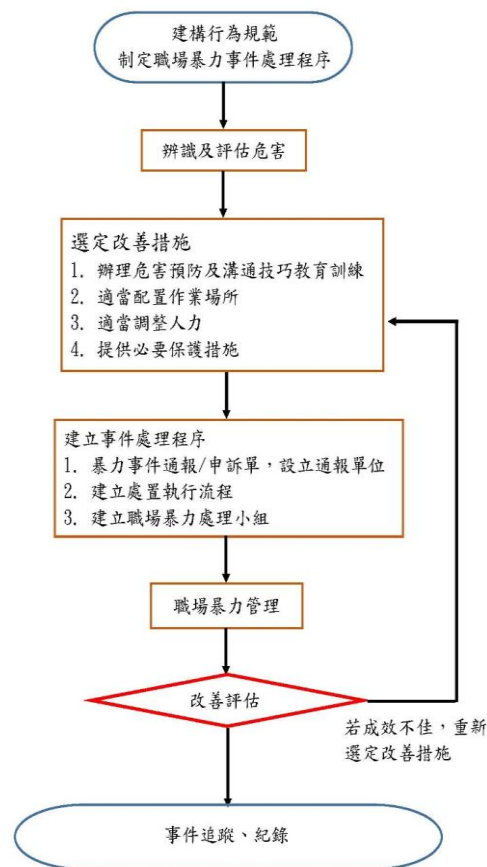 建構行為規範
制定職場暴力事件處理程序
辨識及評估危害
選定改善措施
1. 辦理危害預防及溝通技巧教育訓練
2. 適當配置作業場所
3. 適當調整人力
4. 提供必要保護措施
建立事件處理程序
1. 暴力事件通報/申訴單，設立通報單位
2. 建立處置執行流程
3. 建立職場暴力處理小組
職場暴力管理
改善評估
若成效不佳，重新
選定改善措施
事件追蹤、紀錄